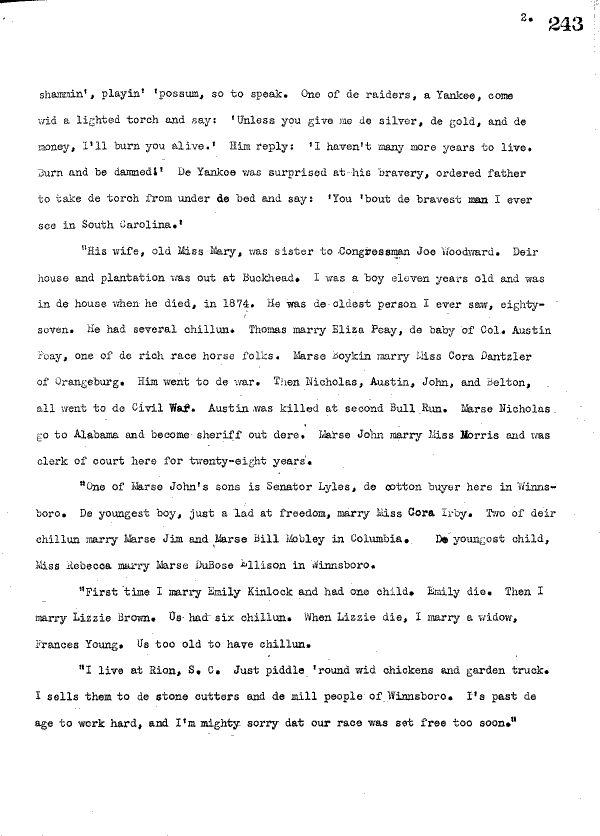 2.
243
shammin', playin' 'possum, so to speak. One of de raiders, a Yankee, come
wid a lighted torch and say: 'Unless you give me de silver, de gold, and de
money, I'll burn you alive.' Him reply: 'I haven't many more years to live.
Burn and be damned!' De Yankee was surprised at his bravery, ordered father
to take de torch from under de bed and say: 'You 'bout de bravest man I ever
see in South Carolina.'
"His wife, old Miss Mary, was sister to Congressman Joe Woodward. Deir
house and plantation was out at Buckhead. I was a boy eleven years old and was
in de house when he died, in 1874. He was de oldest person I ever saw, eighty-
seven. He had several chillun. Thomas marry Eliza Peay, de baby of Col. Austin
Peay, one of de rich race horse folks. Marse Boykin marry Miss Cora Dantzler
of Orangeburg. Him went to de war. Then Nicholas, Austin, John, and Belton,
all went to de Civil War. Austin was killed at second Bull Run. Marse Nicholas
go to Alabama and become sheriff out dere. Marse John marry Miss Morris and was
clerk of court here for twenty-eight years.
"One of Marse John's sons is Senator Lyles, de cotton buyer here in Winns-
boro. De youngest boy, just a lad at freedom, marry Miss Cora Irby. Two of deir
chillun marry Marse Jim and Marse Bill Mobley in Columbia. De youngest child,
Miss Rebecca marry Marse DuBose Ellison in Winnsboro.
"First time I marry Emily Kinlock and had one child. Emily die. Then I
marry Lizzie Brown. Us had six chillun. When Lizzie die, I marry a widow,
Frances Young. Us too old to have chillun.
"I live at Rion, S. C. Just piddle 'round wid chickens and garden truck.
I sells them to de stone cutters and de mill people of Winnsboro. I's past de
age to work hard, and I'm mighty sorry dat our race was set free too soon."